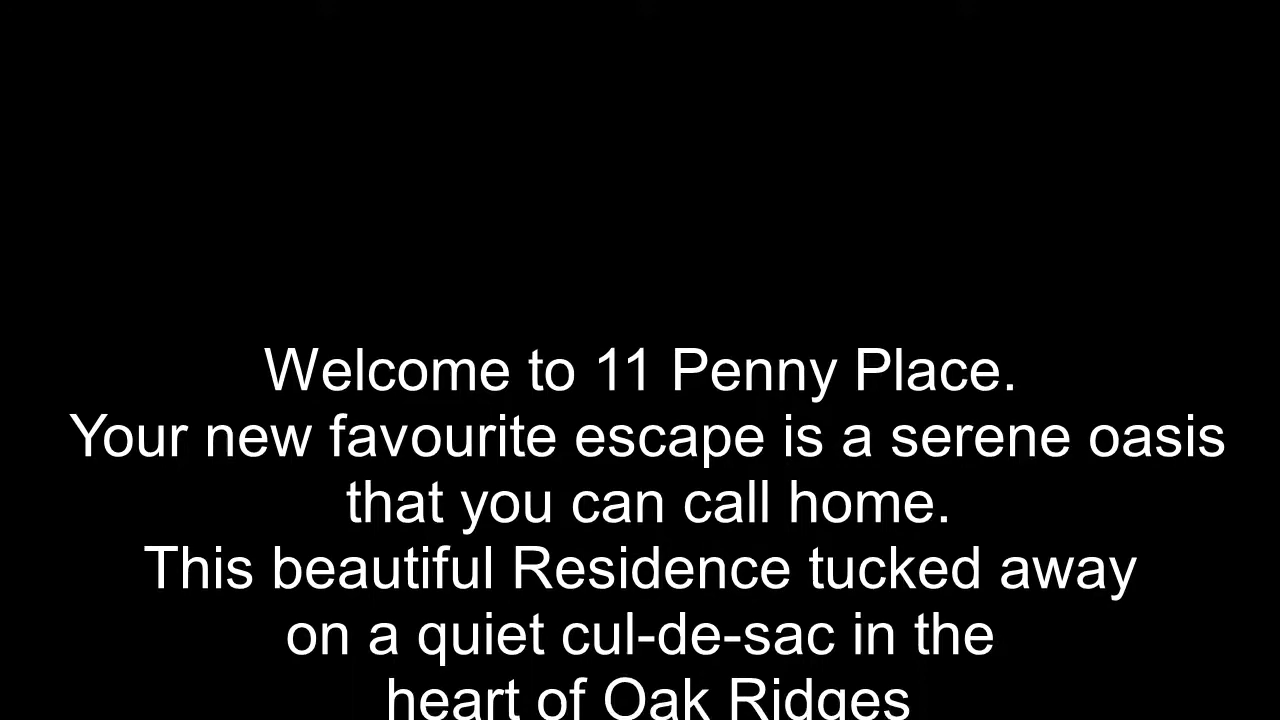 Welcome to 11 Penny Place.
Your new favourite escape is a serene oasis
that you can call home.
This beautiful Residence tucked away
on a quiet cul-de-sac in the
heart of Oak Ridges